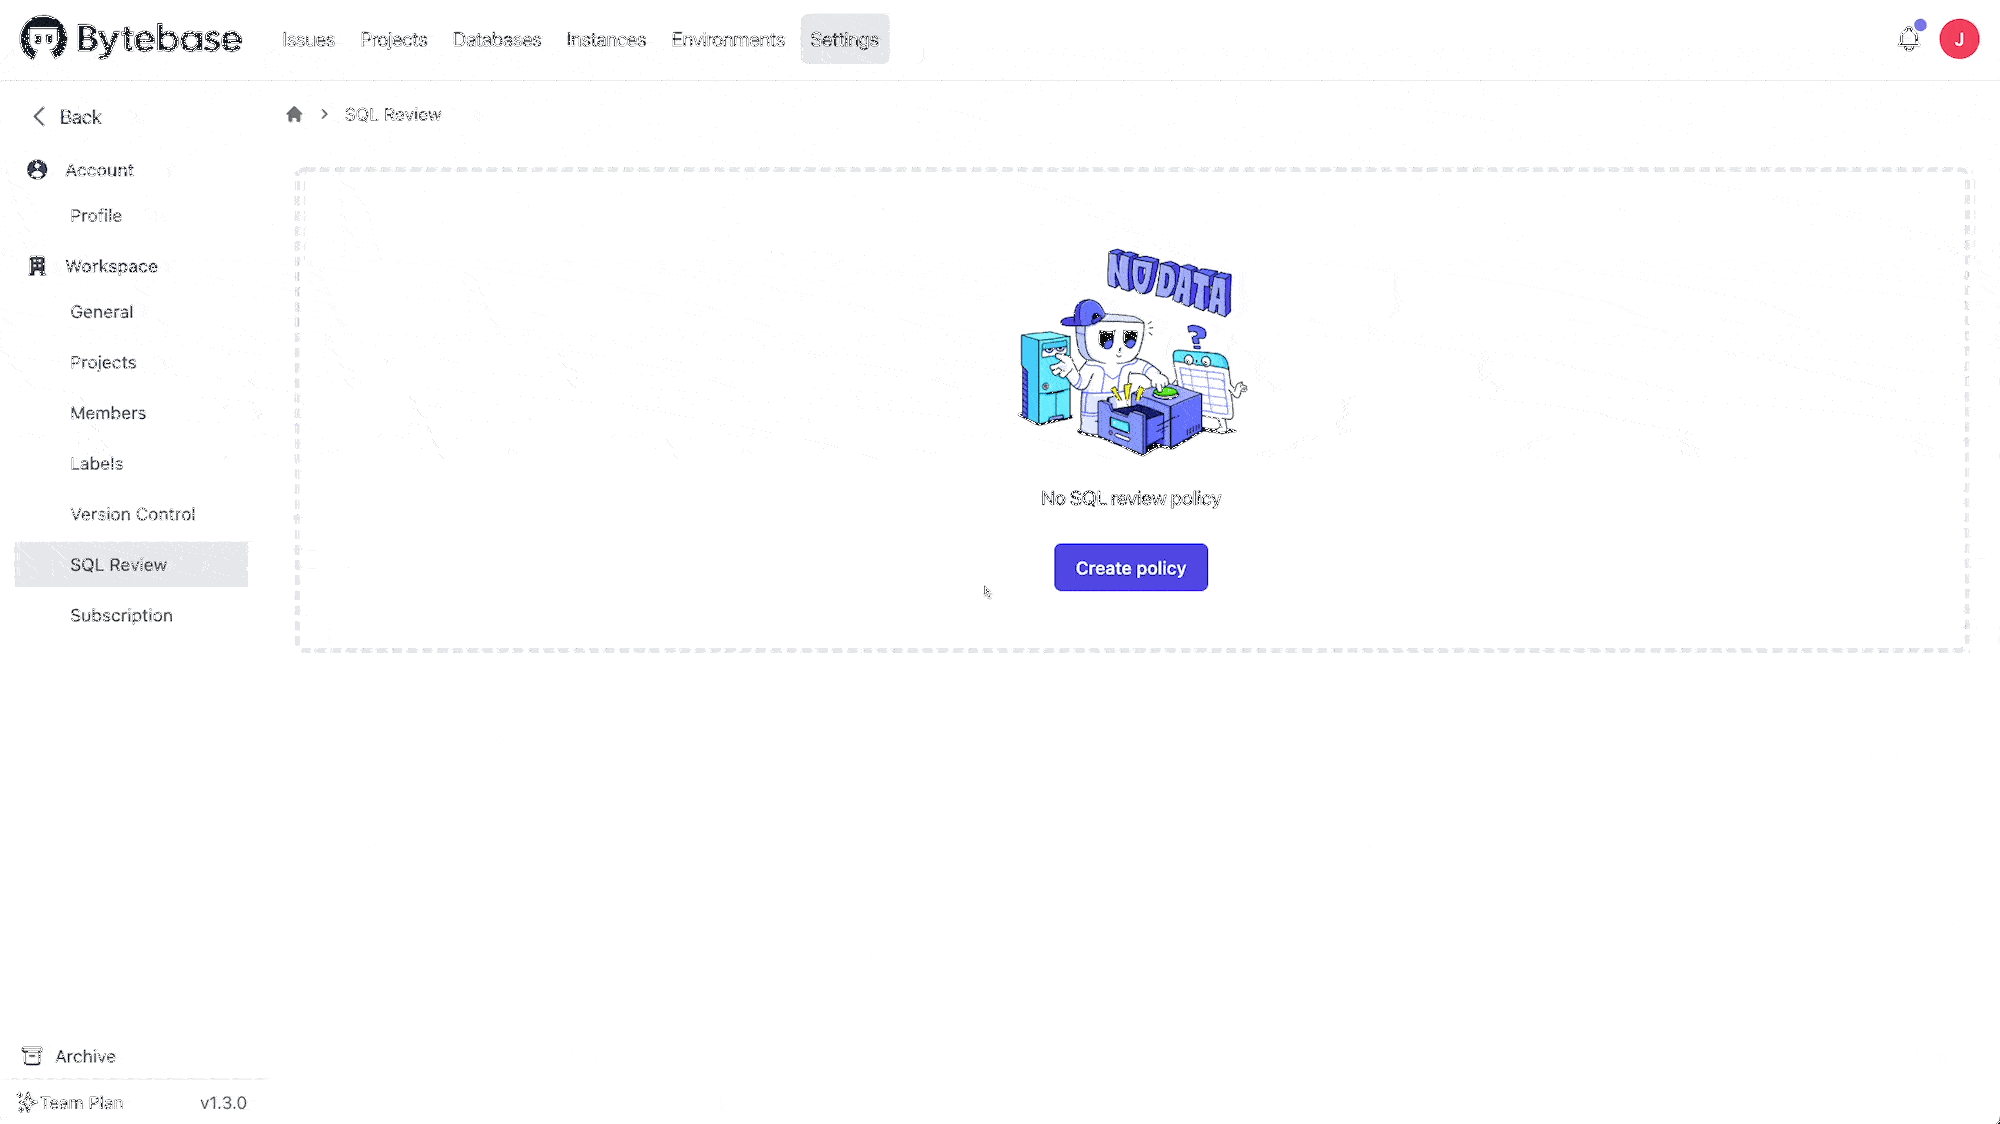 Bytebase
Issues Projects Databases Instances Environments Settings
J
Back
SQL Review
Account
Profile
Workspace
General
Projects
Members
Labels
Version Control
SQL Review
Subscription
NO DATA
?
No SQL review policy
Create policy
Archive
Team Plan v1.3.0